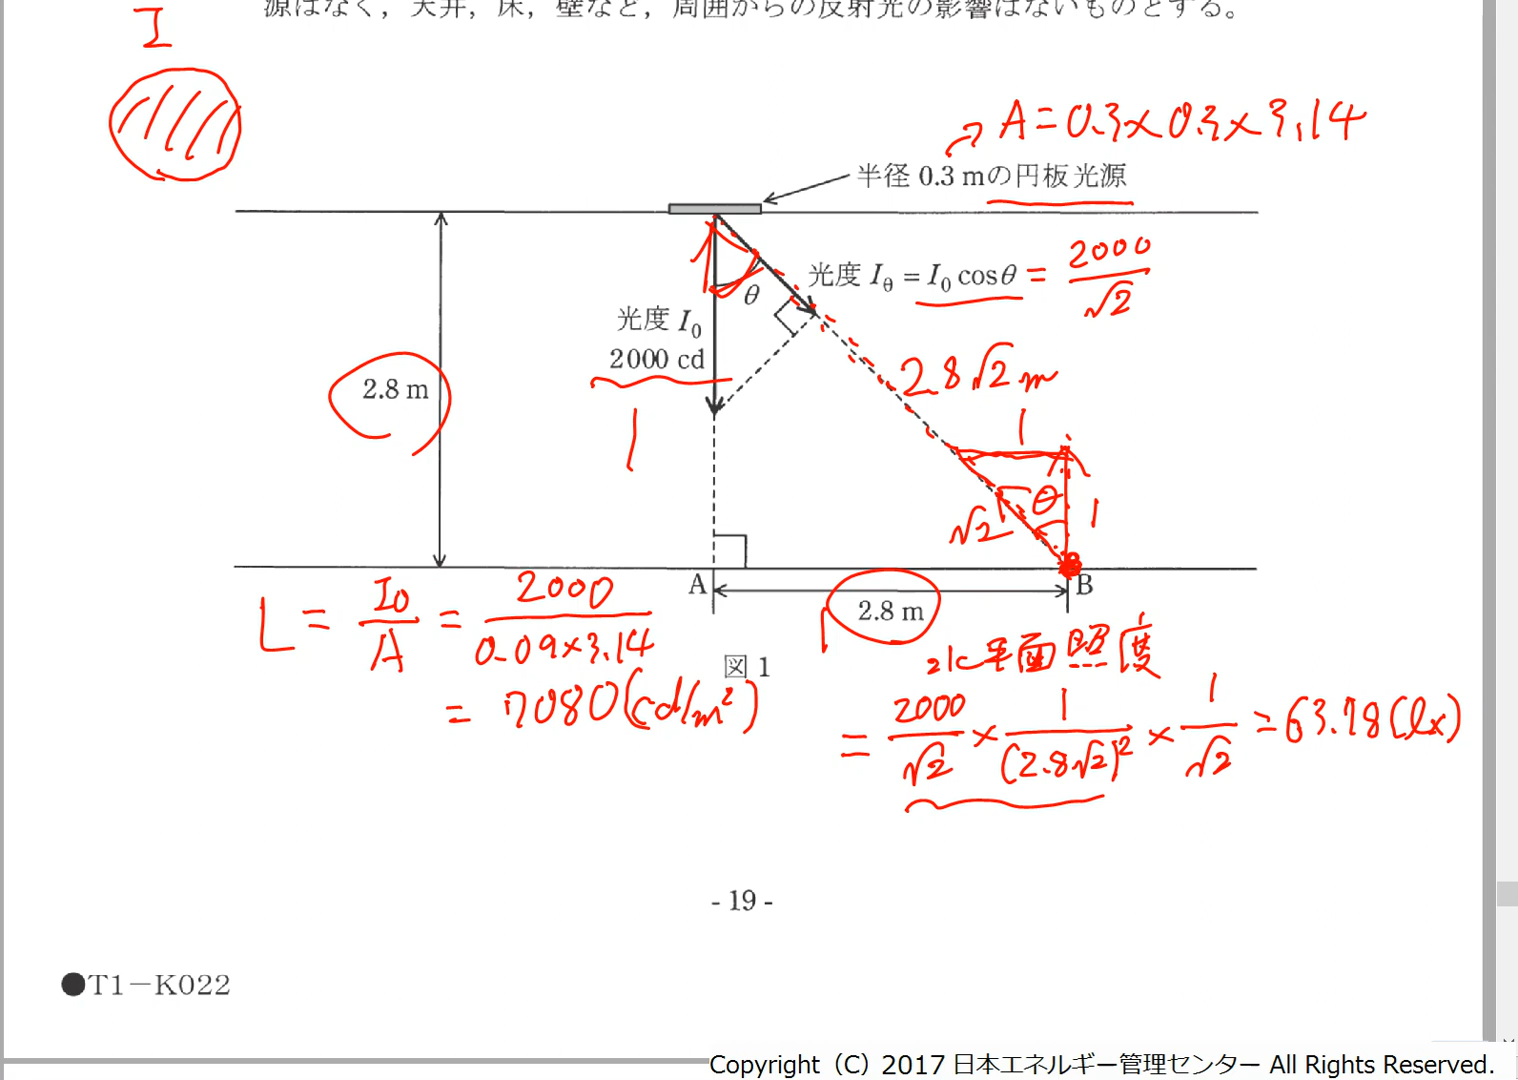 源はなく，天井，床，壁など，周囲からの反射光の影響はないものとする。
I
A=0.3×0.3×3.14
半径 0.3 mの円板光源
光度 Iθ = I0 cosθ = 2000/√2
θ
光度 I0
2000 cd
2.8 m
2.8√2 m
1
1
θ
1
√2
A
B
2.8 m
L = I0/A = 2000/0.09×3.14
= 7080(cd/m²)
図 1
水平面照度
= 2000/√2 × 1/(2.8√2)² × 1/√2 = 63.78(lx)
- 19 -
●T1－K022
Copyright（C）2017 日本エネルギー管理センター All Rights Reserved.